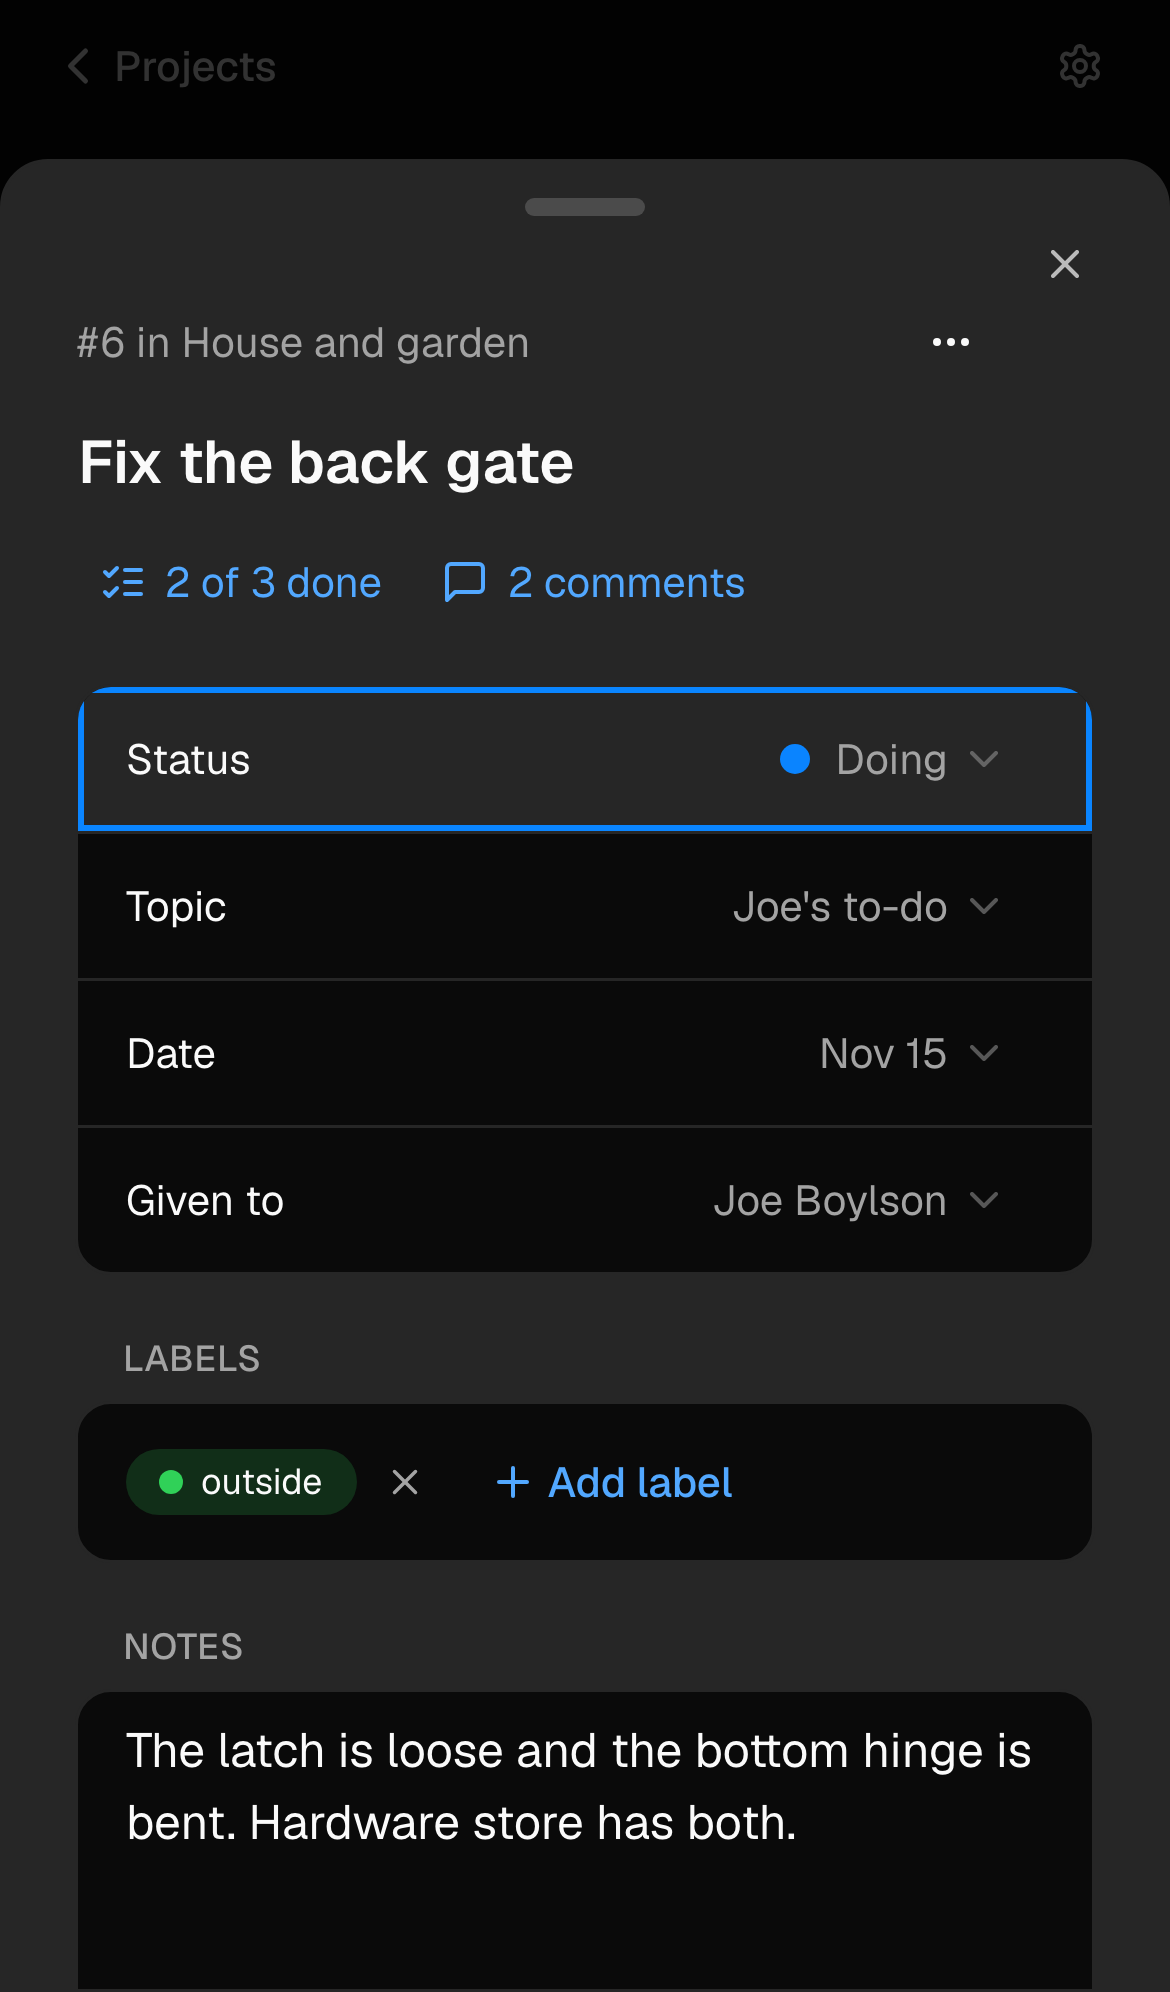 Projects
#6 in House and garden
Fix the back gate
2 of 3 done
2 comments
Status
Doing
Topic
Joe's to-do
Date
Nov 15
Given to
Joe Boylson
LABELS
outside
Add label
NOTES
The latch is loose and the bottom hinge is
bent. Hardware store has both.